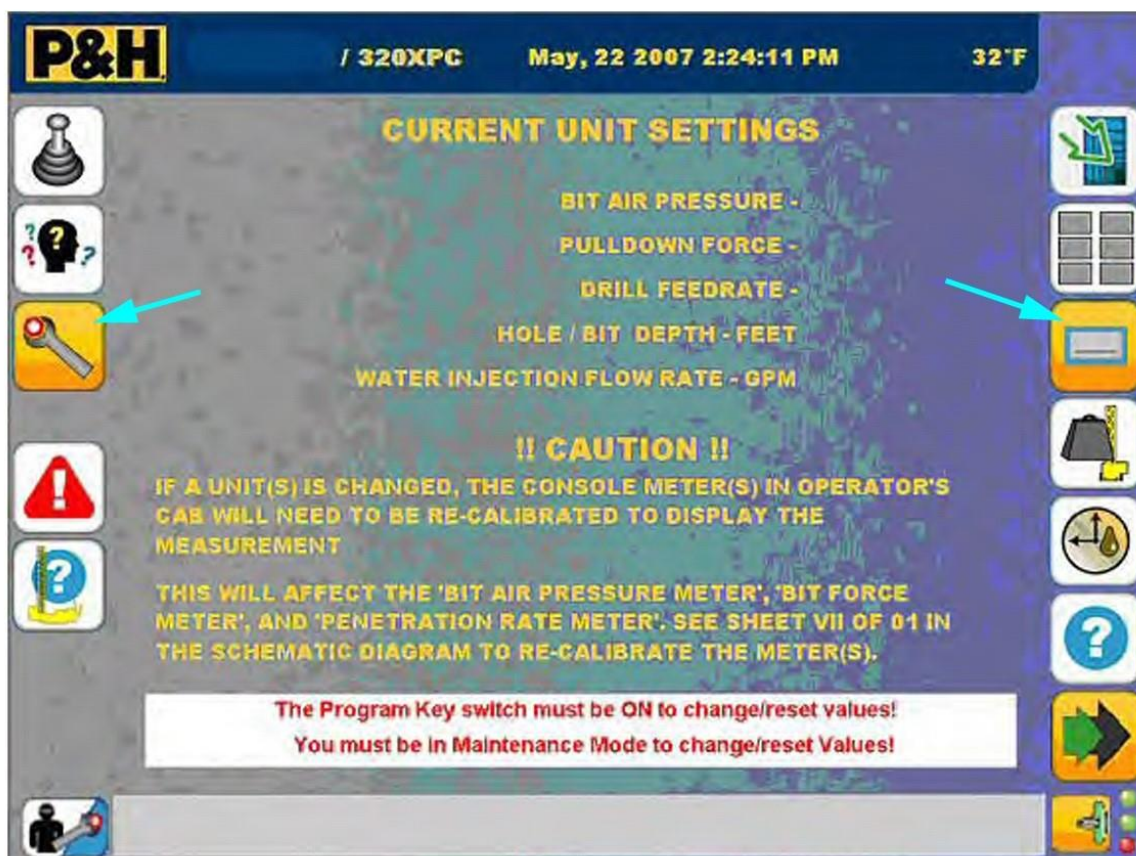 P&H / 320XPC May, 22 2007 2:24:11 PM 32°F
CURRENT UNIT SETTINGS
BIT AIR PRESSURE -
PULLDOWN FORCE -
DRILL FEEDRATE -
HOLE / BIT DEPTH - FEET
WATER INJECTION FLOW RATE - GPM
!! CAUTION !!
IF A UNIT(S) IS CHANGED, THE CONSOLE METER(S) IN OPERATOR'S
CAB WILL NEED TO BE RE-CALIBRATED TO DISPLAY THE
MEASUREMENT
THIS WILL AFFECT THE 'BIT AIR PRESSURE METER', 'BIT FORCE
METER', AND 'PENETRATION RATE METER'. SEE SHEET VII OF 01 IN
THE SCHEMATIC DIAGRAM TO RE-CALIBRATE THE METER(S).
The Program Key switch must be ON to change/reset values!
You must be in Maintenance Mode to change/reset Values!